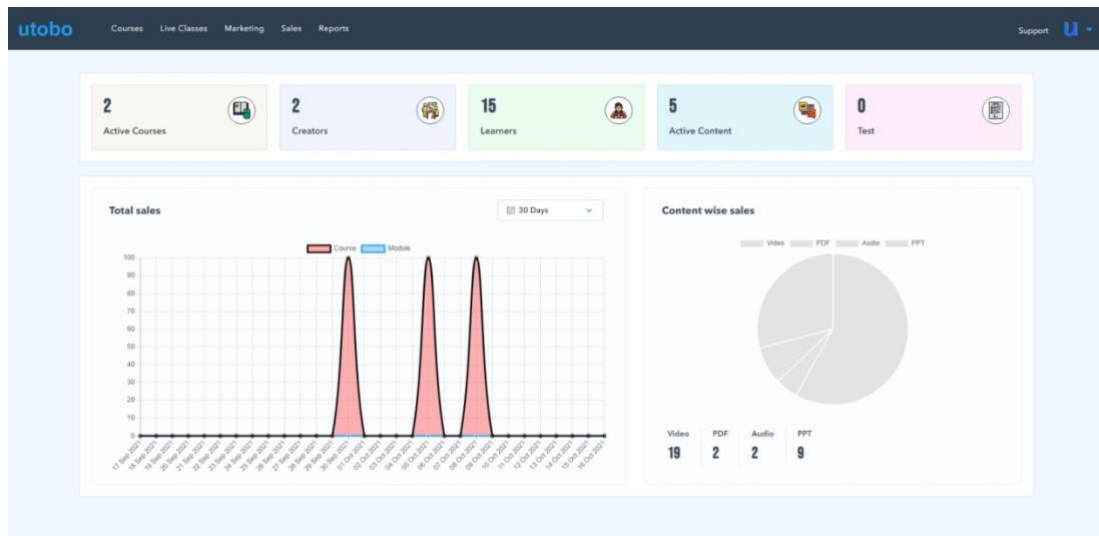 utobo Courses Live Classes Marketing Sales Reports Support u
2 2 15 5 0
Active Courses Creators Learners Active Content Test
Total sales
30 Days
Course Module
100
90
80
70
60
50
40
30
20
10
0
17 Sep 2021 18 Sep 2021 19 Sep 2021 20 Sep 2021 21 Sep 2021 22 Sep 2021 23 Sep 2021 24 Sep 2021 25 Sep 2021 26 Sep 2021 27 Sep 2021 28 Sep 2021 29 Sep 2021 30 Sep 2021 01 Oct 2021 02 Oct 2021 03 Oct 2021 04 Oct 2021 05 Oct 2021 06 Oct 2021 07 Oct 2021 08 Oct 2021 09 Oct 2021 10 Oct 2021 11 Oct 2021 12 Oct 2021 13 Oct 2021 14 Oct 2021 15 Oct 2021 16 Oct 2021
Content wise sales
Video PDF Audio PPT
Video PDF Audio PPT
19 2 2 9